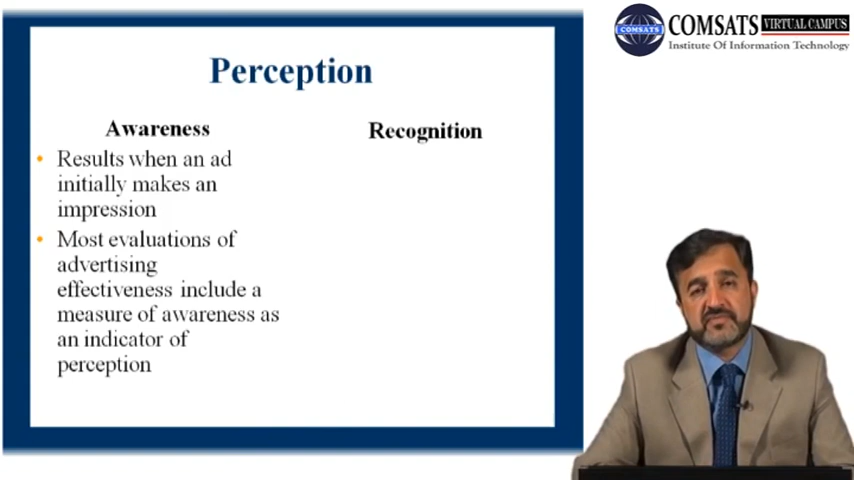 COMSATS VIRTUAL CAMPUS
Institute Of Information Technology
COMSATS
Perception
Awareness
• Results when an ad
initially makes an
impression
• Most evaluations of
advertising
effectiveness include a
measure of awareness as
an indicator of
perception
Recognition